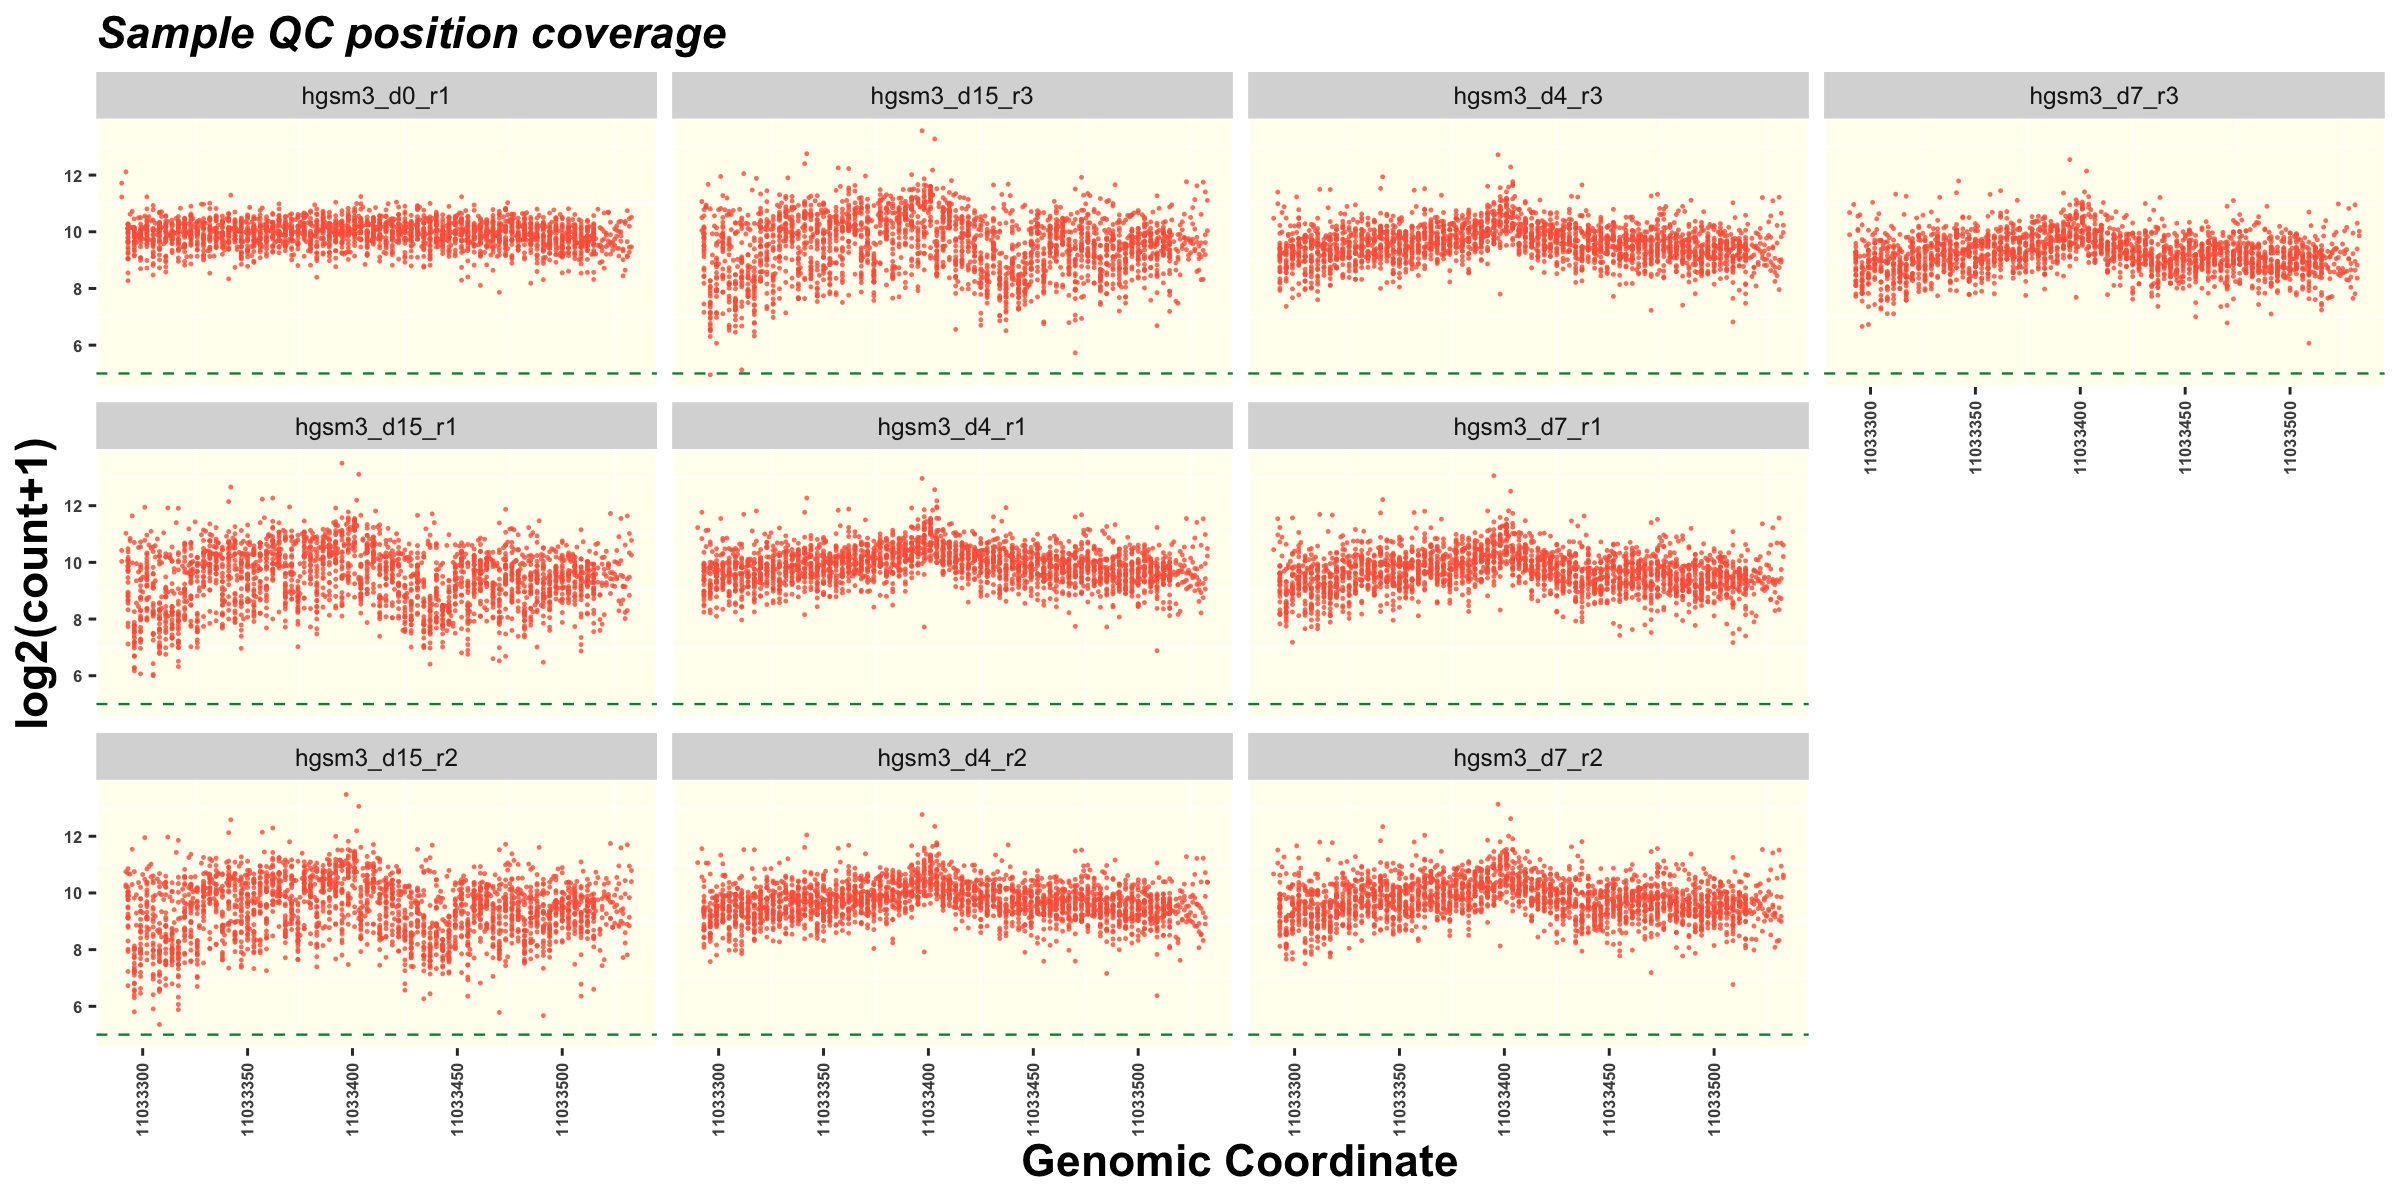 Sample QC position coverage
hgsm3_d0_r1
hgsm3_d15_r3
hgsm3_d4_r3
hgsm3_d7_r3
12
10
8
6
11033300
11033350
11033400
11033450
11033500
hgsm3_d15_r1
hgsm3_d4_r1
hgsm3_d7_r1
log2(count+1)
12
10
8
6
hgsm3_d15_r2
hgsm3_d4_r2
hgsm3_d7_r2
12
10
8
6
11033300
11033350
11033400
11033450
11033500
11033300
11033350
11033400
11033450
11033500
11033300
11033350
11033400
11033450
11033500
Genomic Coordinate